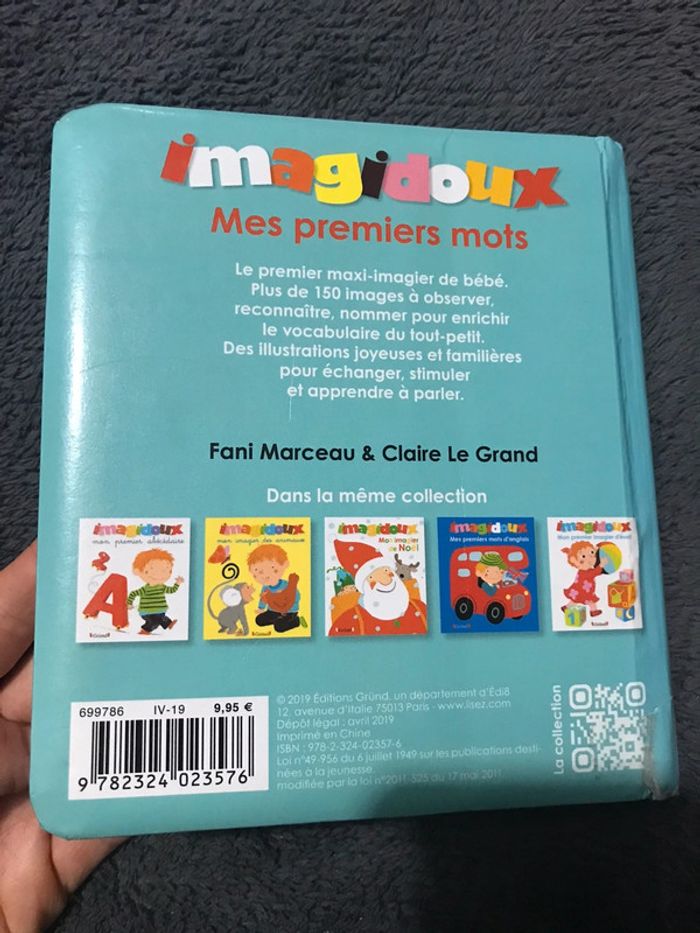 imagidoux
Mes premiers mots
Le premier maxi-imagier de bébé.
Plus de 150 images à observer,
reconnaître, nommer pour enrichir
le vocabulaire du tout-petit.
Des illustrations joyeuses et familières
pour échanger, stimuler
et apprendre à parler.
Fani Marceau & Claire Le Grand
Dans la même collection
imagidoux
mon premier abécédaire
A
Gründ
imagidoux
mon imagier des animaux
Gründ
imagidoux
Mon imagier
de Noël
Gründ
imagidoux
Mes premiers mots d'anglais
Gründ
imagidoux
Mon premier imagier d'éveil
1
Gründ
699786 IV-19 9,95 €
9 782324 023576
© 2019 Éditions Gründ, un département d'Édi8
12, avenue d'Italie 75013 Paris - www.lisez.com
Dépôt légal : avril 2019
Imprimé en Chine
ISBN : 978-2-324-02357-6
Loi n°49-956 du 6 juillet 1949 sur les publications desti-
nées à la jeunesse,
modifiée par la loi n°2011-525 du 17 mai 2011.
La collection